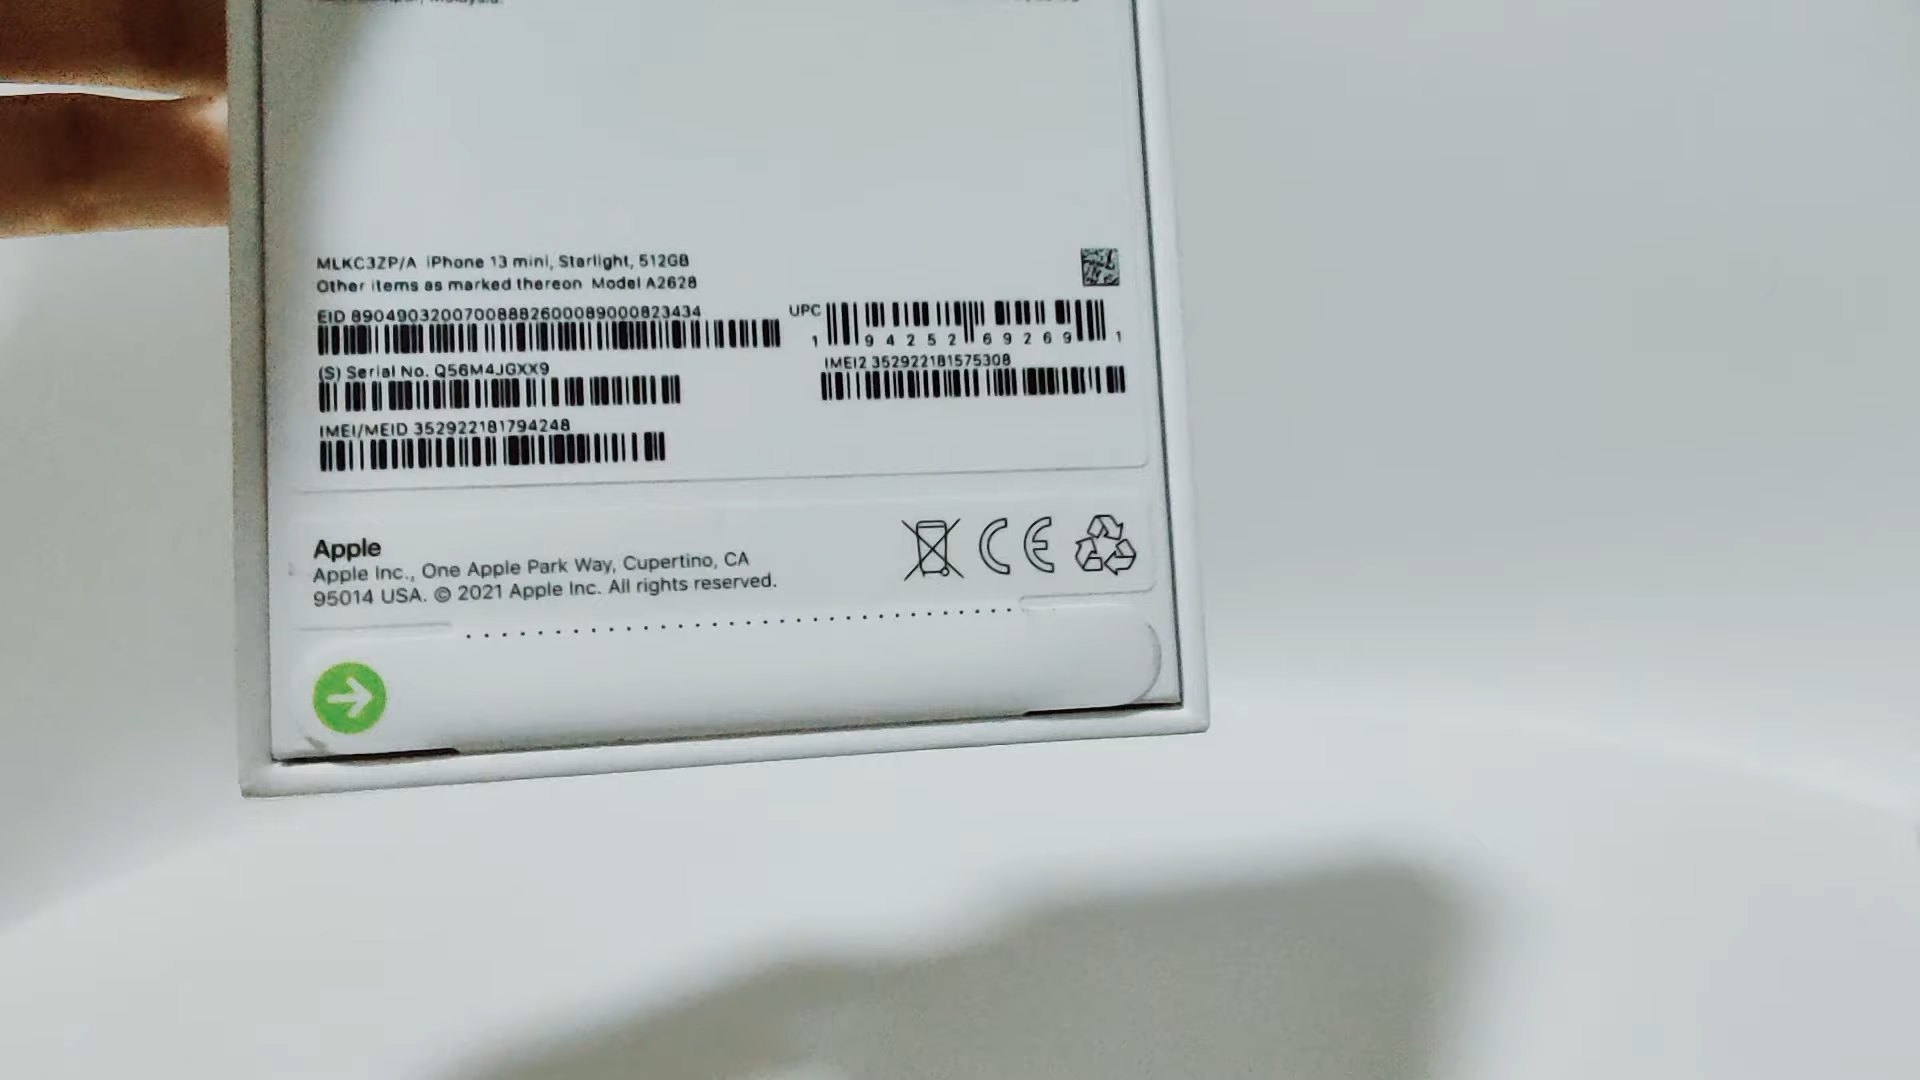 Malaysia.
MLKC3ZP/A iPhone 13 mini, Starlight, 512GB
Other items as marked thereon Model A2628
EID 89049032007008882600089000823434
UPC
1 94252 69269 1
(S) Serial No. Q56M4JGXX9
IMEI2 352922181575308
IMEI/MEID 352922181794248
Apple
Apple Inc., One Apple Park Way, Cupertino, CA
95014 USA. © 2021 Apple Inc. All rights reserved.
CE